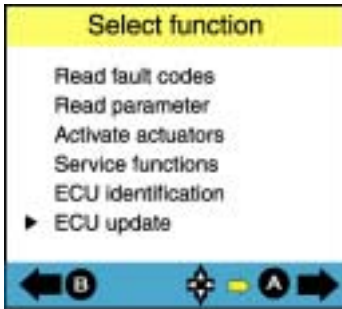 Select function
Read fault codes
Read parameter
Activate actuators
Service functions
ECU identification
ECU update
B A